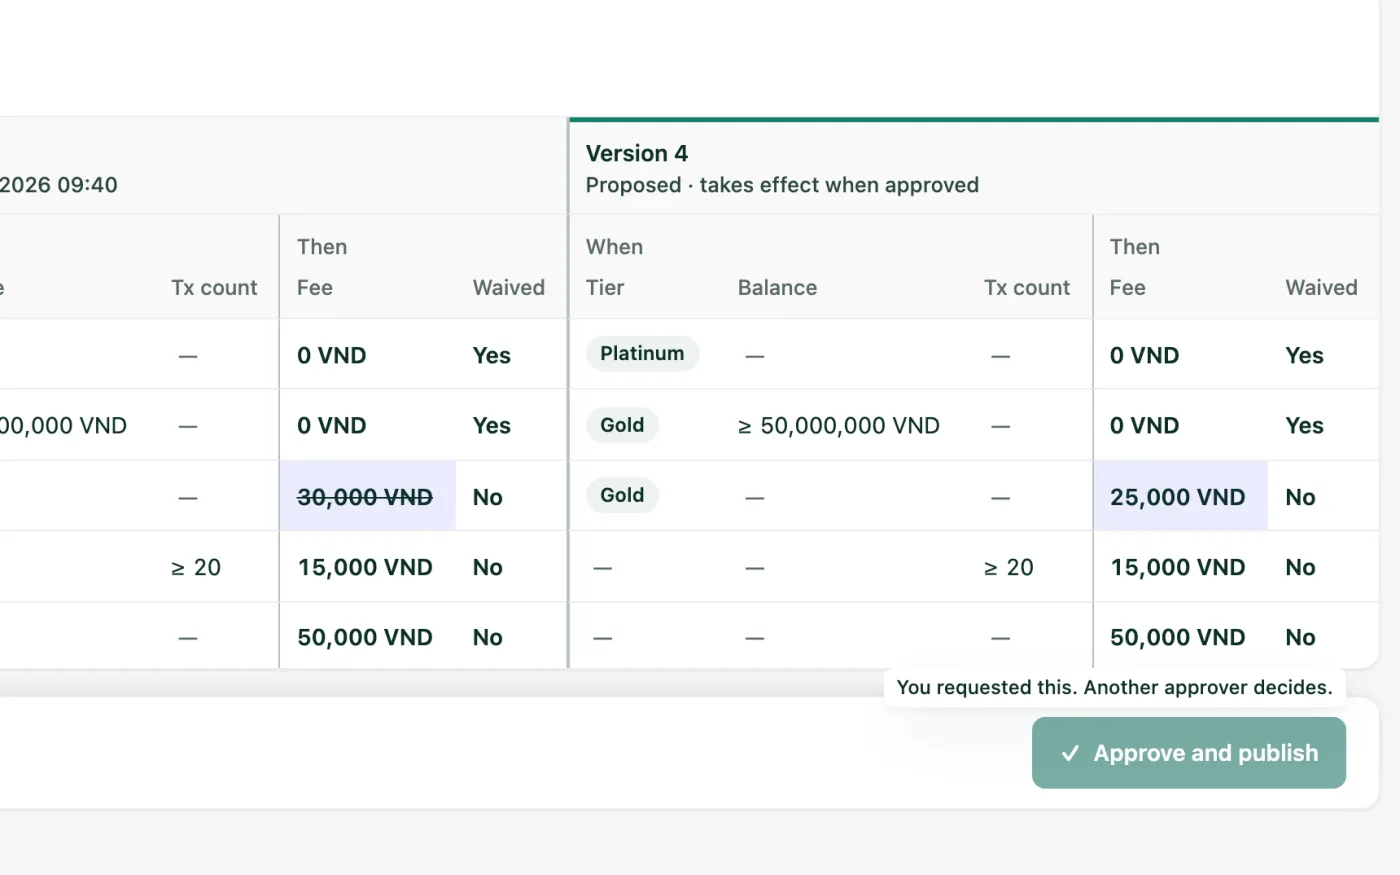 Version 4
2026 09:40
Proposed · takes effect when approved
Then
When
Then
Tx count
Fee
Waived
Tier
Balance
Tx count
Fee
Waived
— 0 VND Yes Platinum — — 0 VND Yes
00,000 VND — 0 VND Yes Gold ≥ 50,000,000 VND — 0 VND Yes
— 30,000 VND No Gold — — 25,000 VND No
≥ 20 15,000 VND No — — ≥ 20 15,000 VND No
— 50,000 VND No — — — 50,000 VND No
You requested this. Another approver decides.
Approve and publish